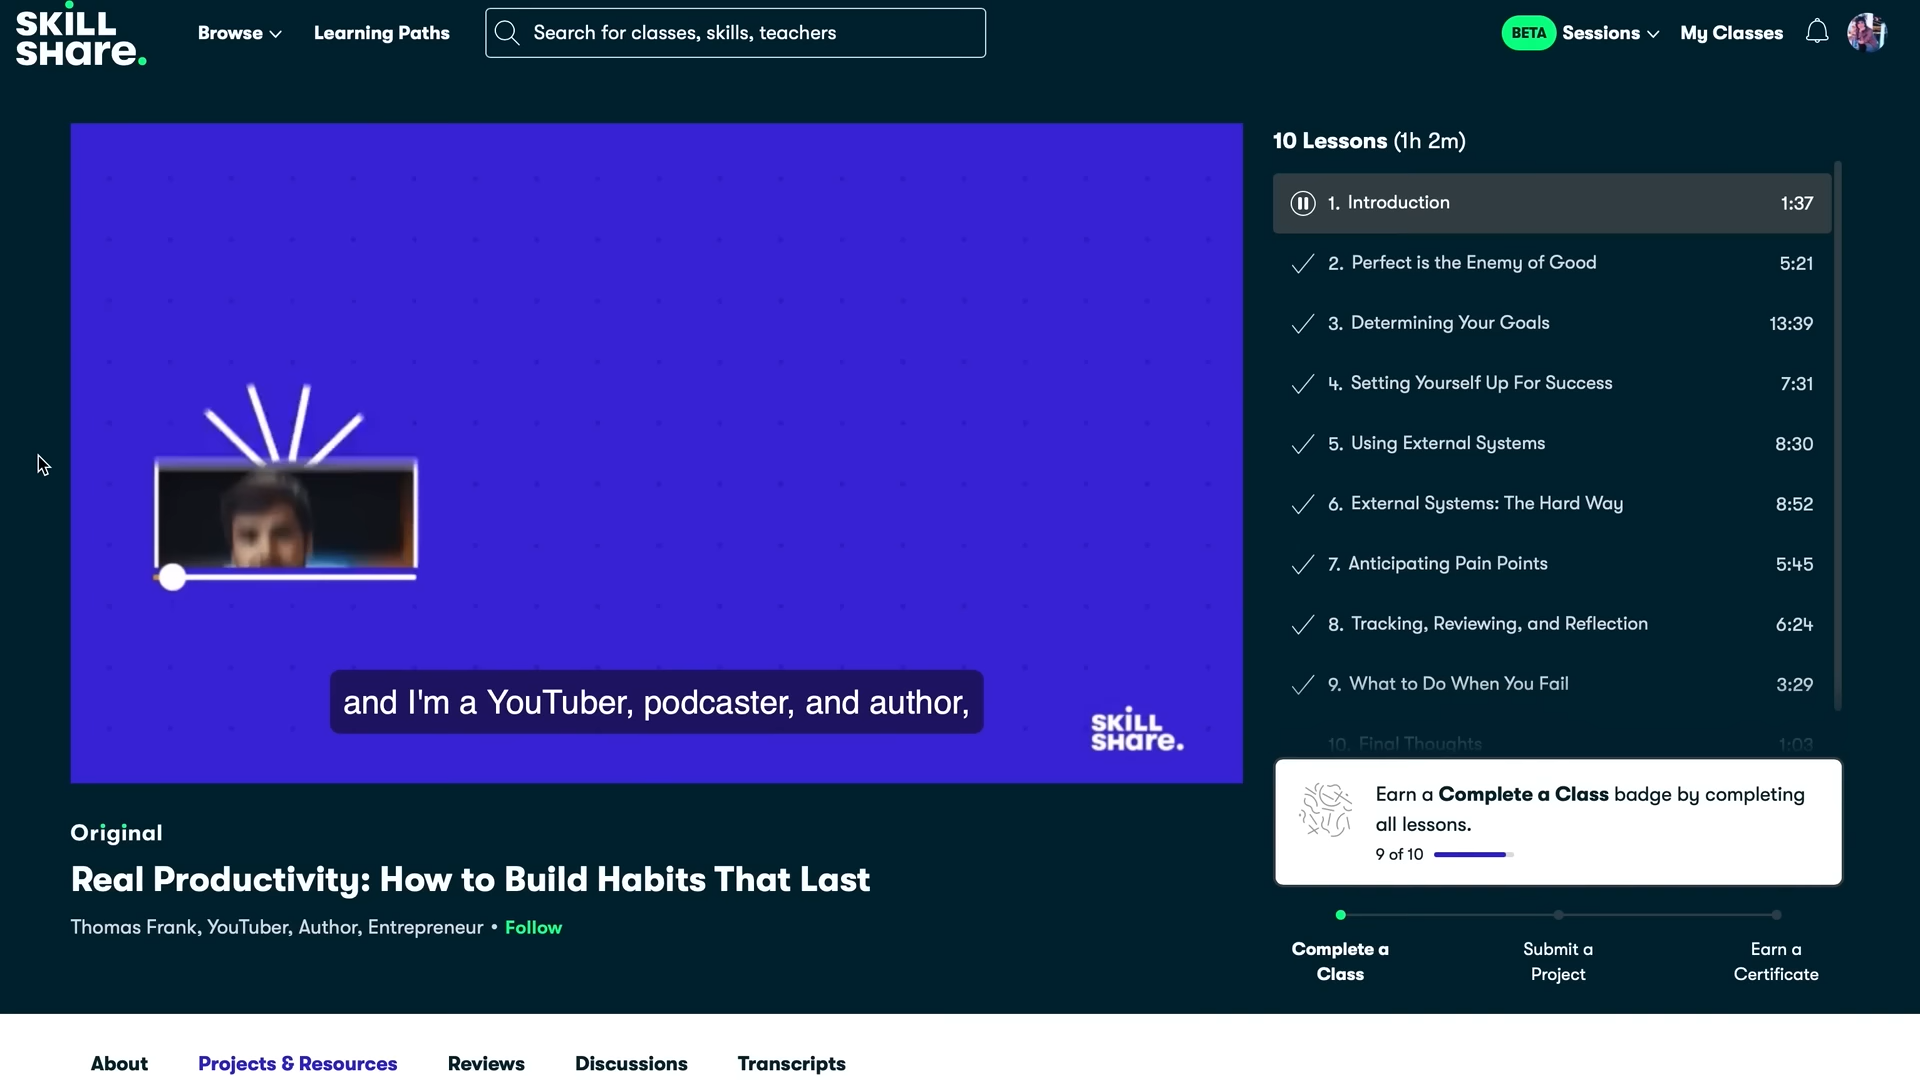 SKILL
SHare.
Browse
Learning Paths
Search for classes, skills, teachers
BETA
Sessions
My Classes
and I'm a YouTuber, podcaster, and author,
SKILL
SHare.
10 Lessons (1h 2m)
1. Introduction 1:37
2. Perfect is the Enemy of Good 5:21
3. Determining Your Goals 13:39
4. Setting Yourself Up For Success 7:31
5. Using External Systems 8:30
6. External Systems: The Hard Way 8:52
7. Anticipating Pain Points 5:45
8. Tracking, Reviewing, and Reflection 6:24
9. What to Do When You Fail 3:29
10. Final Thoughts 1:03
Earn a Complete a Class badge by completing
all lessons.
9 of 10
Complete a
Class
Submit a
Project
Earn a
Certificate
Original
Real Productivity: How to Build Habits That Last
Thomas Frank, YouTuber, Author, Entrepreneur • Follow
About
Projects & Resources
Reviews
Discussions
Transcripts